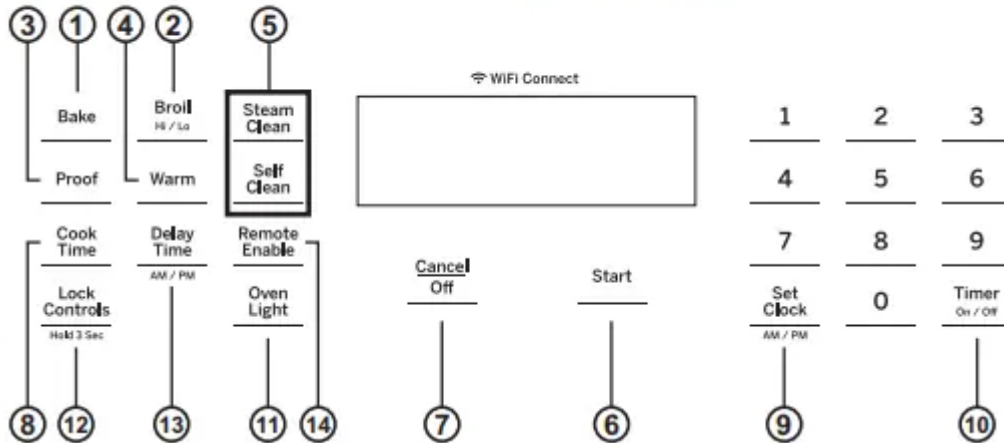 3 1 4 2 5
WiFi Connect
Bake
Broil
Hi / Lo
Steam
Clean
1 2 3
Proof
Warm
Self
Clean
4 5 6
Cook
Time
Delay
Time
AM / PM
Remote
Enable
7 8 9
Cancel
Off
Start
Lock
Controls
Hold 3 Sec
Oven
Light
Set
Clock
AM / PM
0
Timer
On / Off
8 12 13 11 14 7 6 9 10